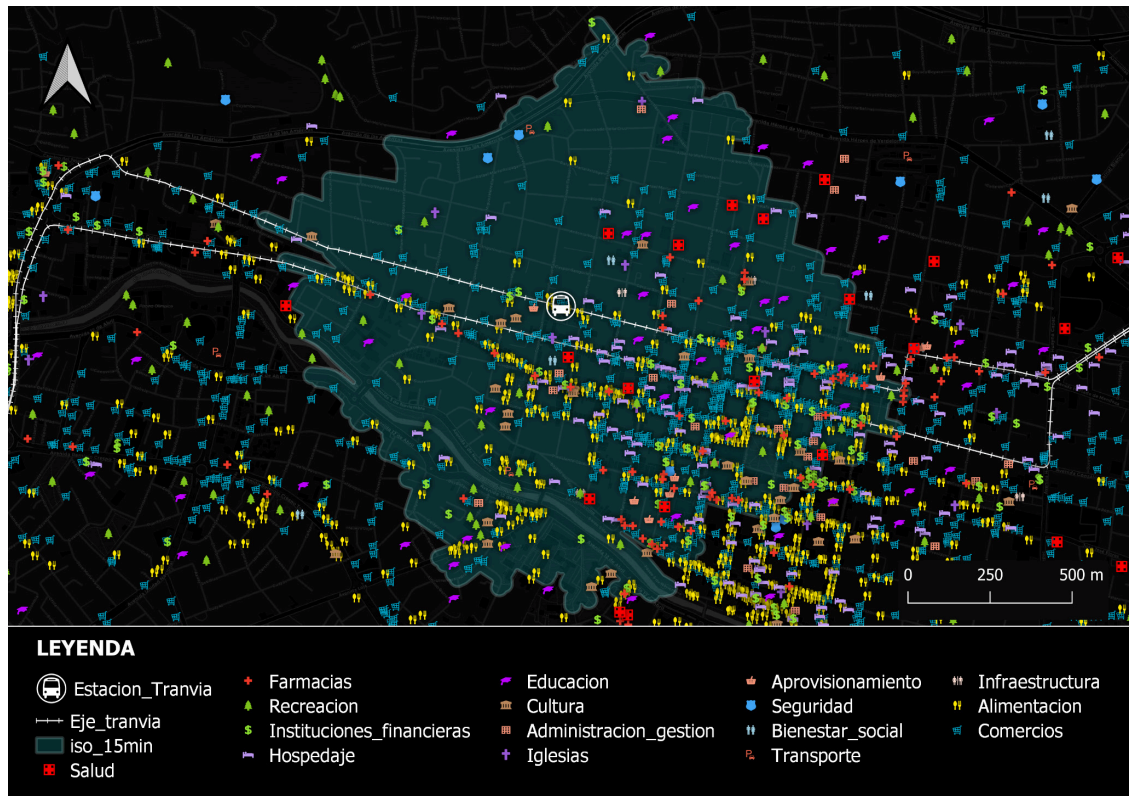 0 250 500 m
LEYENDA
Estacion_Tranvia
Eje_tranvia
iso_15min
Salud
Farmacias
Recreacion
Instituciones_financieras
Hospedaje
Educacion
Cultura
Administracion_gestion
Iglesias
Aprovisionamiento
Seguridad
Bienestar_social
Transporte
Infraestructura
Alimentacion
Comercios